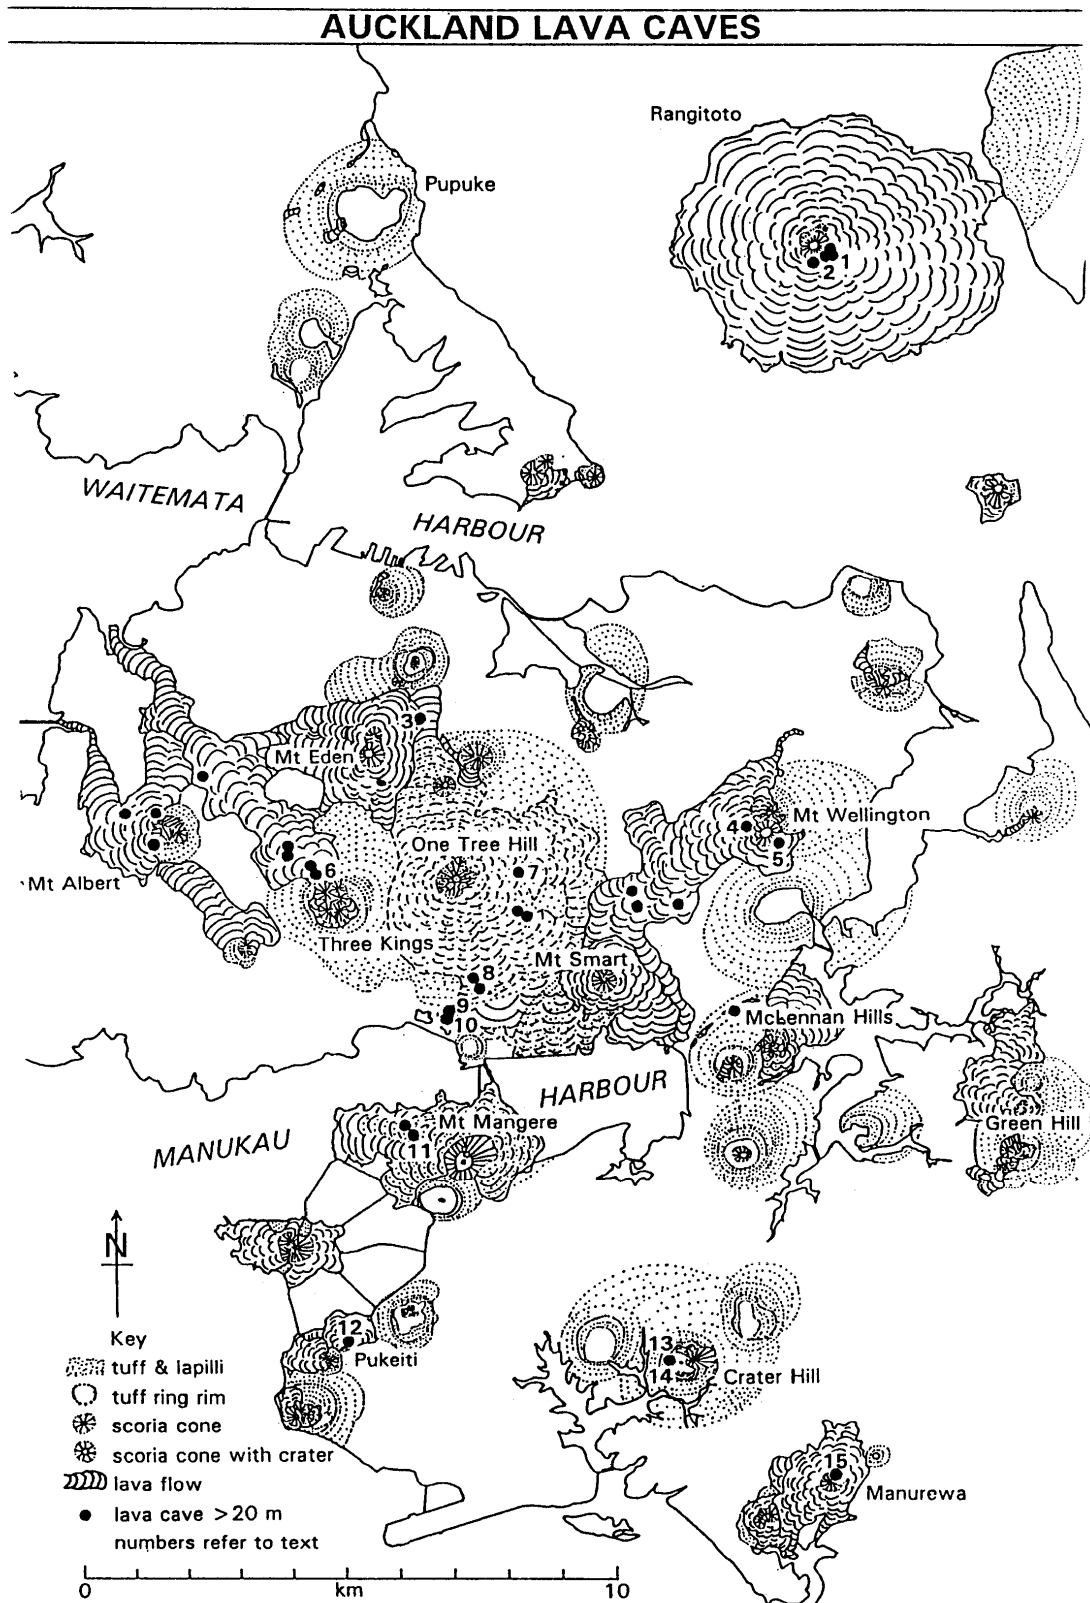 AUCKLAND LAVA CAVES
Rangitoto
Pupuke
1
2
WAITEMATA
HARBOUR
3
Mt Eden
Mt Wellington
4
One Tree Hill
5
6
7
Mt Albert
Three Kings
Mt Smart
8
9
McLennan Hills
10
HARBOUR
Mt Mangere
Green Hill
MANUKAU
11
N
12
Key
13
Pukeiti
tuff & lapilli
14
Crater Hill
tuff ring rim
scoria cone
scoria cone with crater
15
lava flow
Manurewa
lava cave >20 m
numbers refer to text
0 km 10